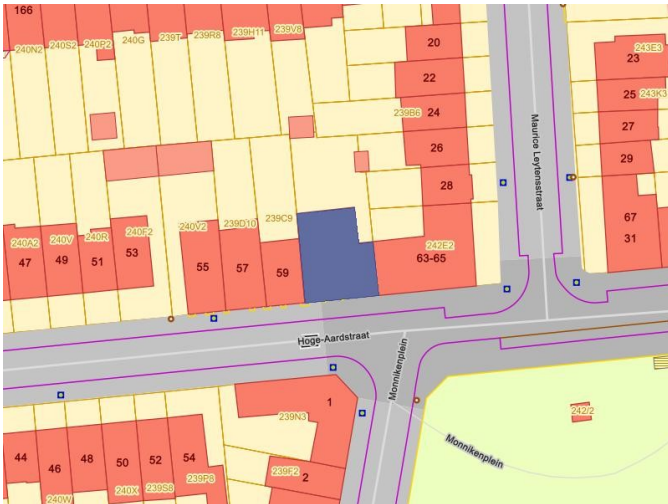 166
240N2
240S2
240P2
240G
239T
239R8
239H11
239V8
20
22
24
239B6
26
28
23
243E3
25
243K3
27
29
67
31
Maurice Leytensstraat
240A2
240V
240R
240F2
240V2
239D10
239C9
242E2
47
49
51
53
55
57
59
63-65
Hoge-Aardstraat
Monnikenplein
1
239N3
242/2
Monnikenplein
44
46
48
50
52
54
239F2
2
239P8
239S8
240X
240W